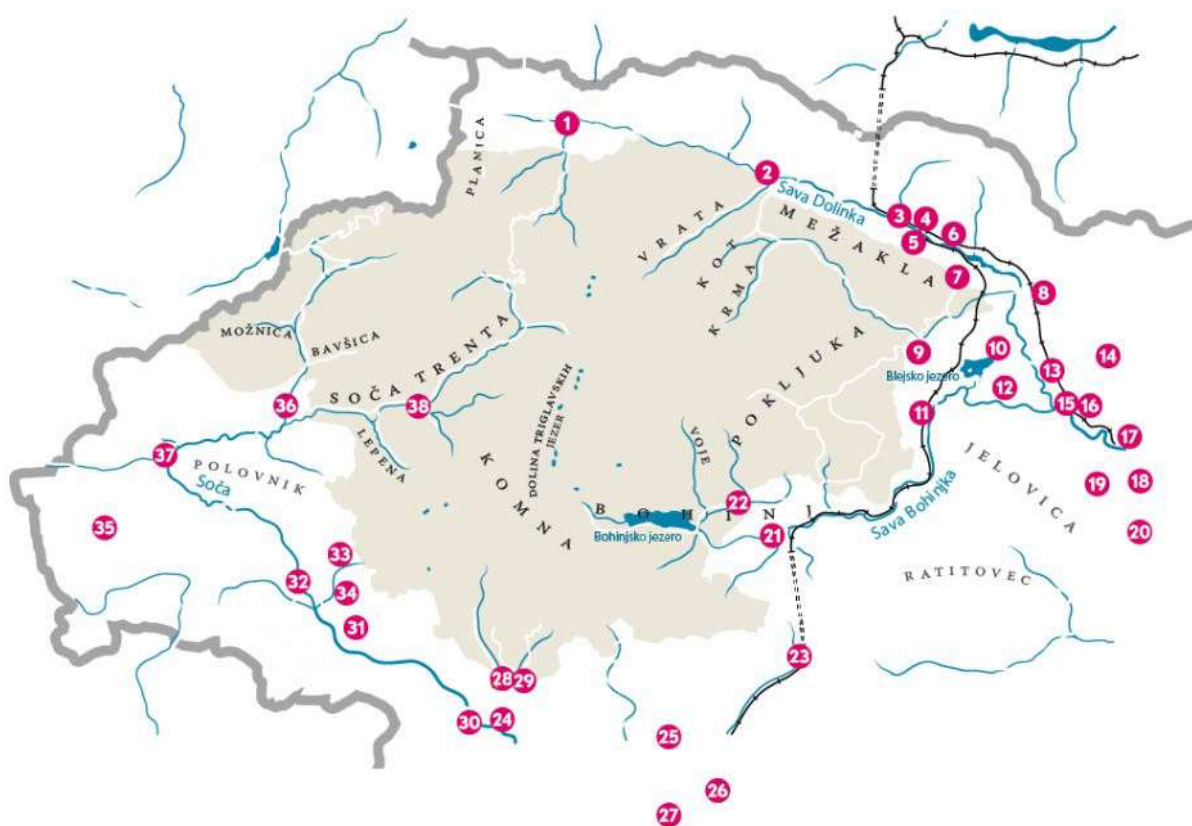 1
PLANICA
2
Sava Dolinka
VRATA
MEŽAKLA
3
4
5
6
KOT
KRMA
7
8
MOŽNICA
BAVŠICA
SOČA TRENTA
POKLJUKA
9
10
Blejsko jezero
14
13
12
36
38
11
15
16
LEPENA
DOLINA TRIGLAVSKIH
JEZER
VOJE
17
37
POLOVNIK
Soča
KOMNA
JELOVICA
19
18
22
BOHINJ
Bohinjsko jezero
21
Sava Bohinjka
20
35
33
32
34
RATITOVEC
31
23
28
29
30
24
25
26
27